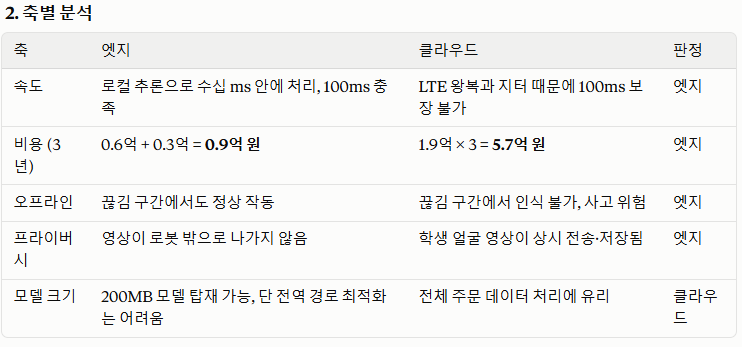 2. 축별 분석
축 엣지 클라우드 판정
속도 로컬 추론으로 수십 ms 안에 처리, 100ms 충 LTE 왕복과 지터 때문에 100ms 보 엣지
족 장 불가
비용 (3 0.6억 + 0.3억 = 0.9억 원 1.9억 × 3 = 5.7억 원 엣지
년)
오프라인 끊김 구간에서도 정상 작동 끊김 구간에서 인식 불가, 사고 위험 엣지
프라이버 영상이 로봇 밖으로 나가지 않음 학생 얼굴 영상이 상시 전송·저장됨 엣지
시
모델 크기 200MB 모델 탑재 가능, 단 전역 경로 최적화 전체 주문 데이터 처리에 유리 클라우
는 어려움 드